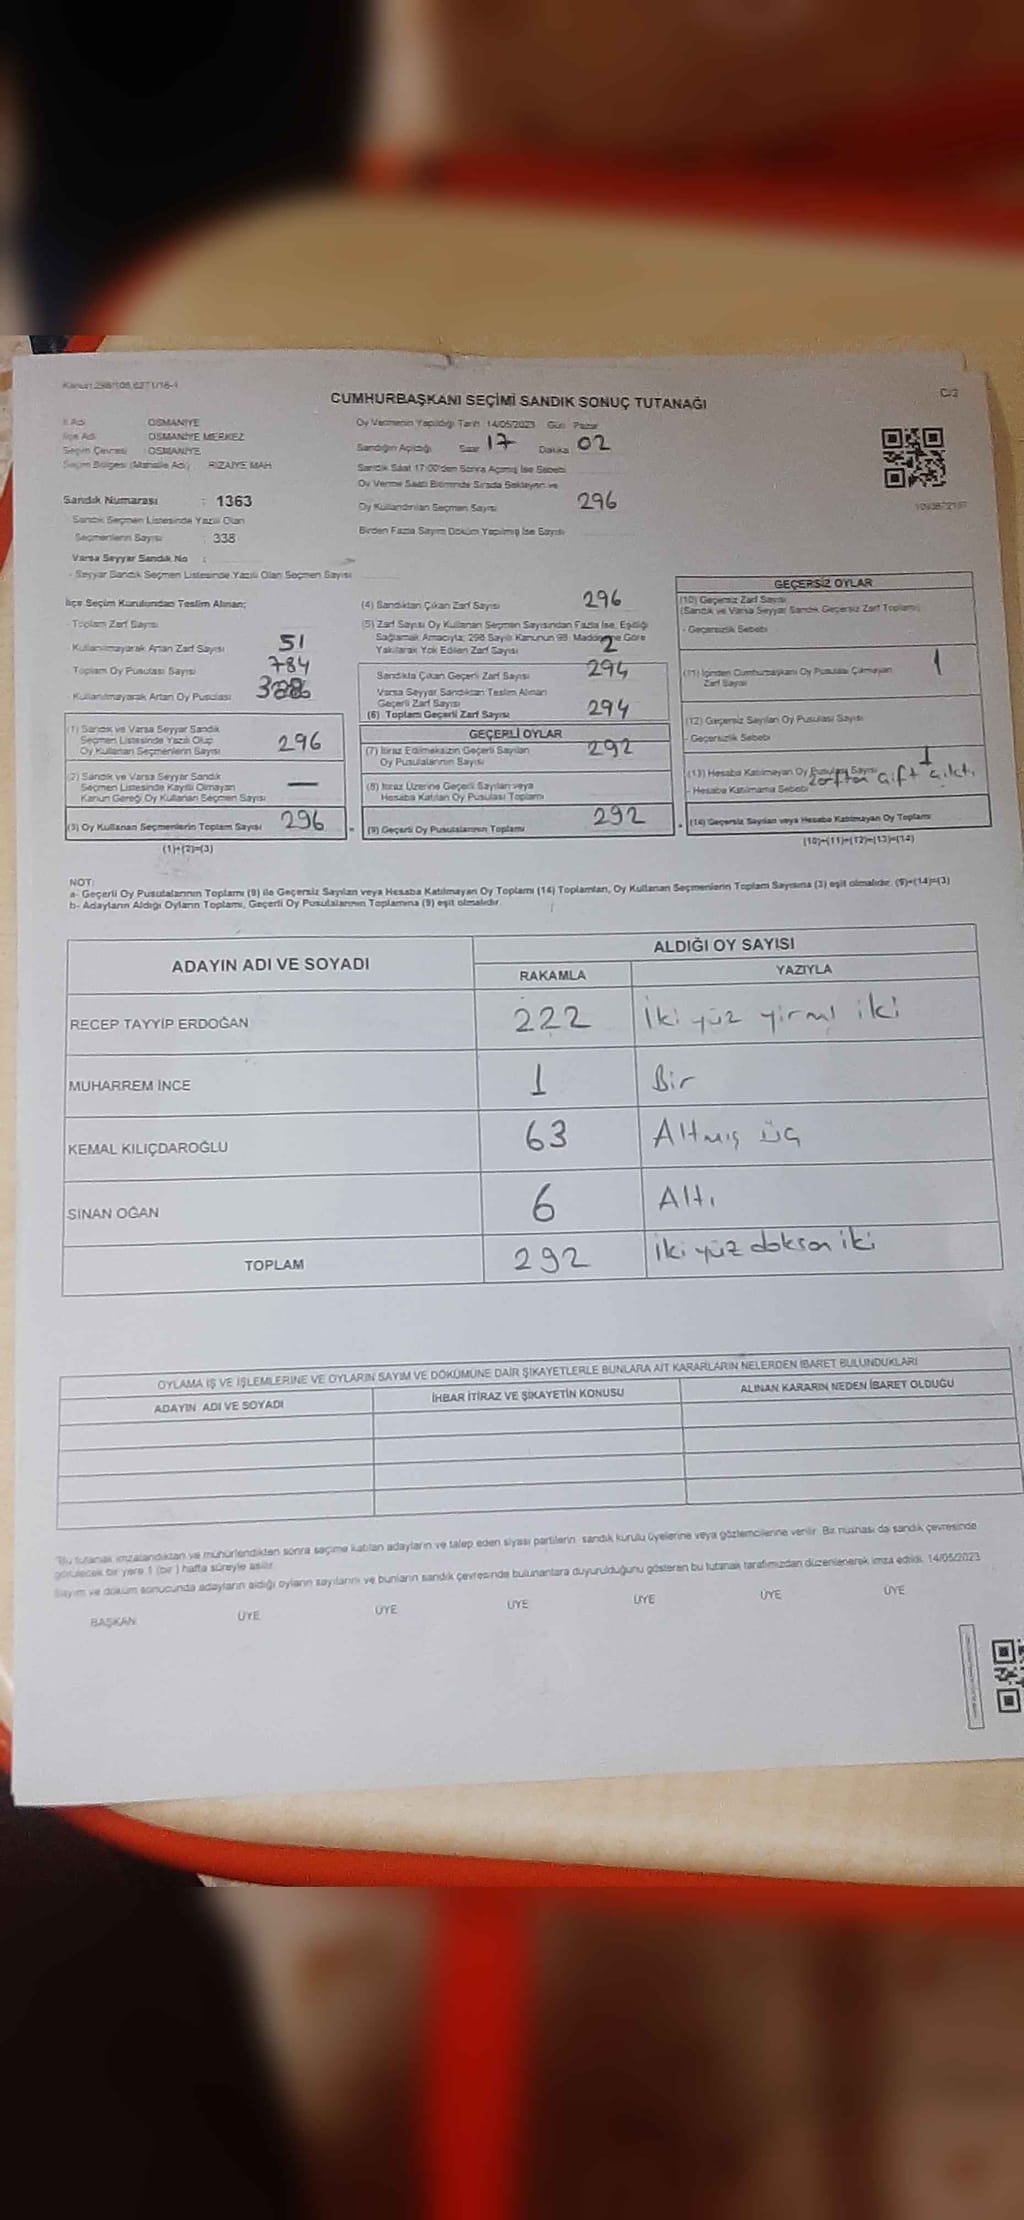 Kanun:298/105,6271/16-1
C/2
CUMHURBAŞKANI SEÇİMİ SANDIK SONUÇ TUTANAĞI
İl Adı OSMANİYE
İlçe Adı OSMANİYE MERKEZ
Seçim Çevresi OSMANİYE
Seçim Bölgesi (Mahalle Adı) RIZAİYE MAH
Sandık Numarası : 1363
Sandık Seçmen Listesinde Yazılı Olan
Seçmenlerin Sayısı : 338
Varsa Seyyar Sandık No :
- Seyyar Sandık Seçmen Listesinde Yazılı Olan Seçmen Sayısı
Oy Vermenin Yapıldığı Tarih 14/05/2023 Gün Pazar
Sandığın Açıldığı Saat 17 Dakika 02
Sandık Saat 17:00'den Sonra Açılmış İse Sebebi
Oy Verme Saati Bitiminde Sırada Bekleyen ve
Oy Kullandırılan Seçmen Sayısı 296
Birden Fazla Sayım Döküm Yapılmış İse Sayısı
İlçe Seçim Kurulundan Teslim Alınan;
- Toplam Zarf Sayısı
- Kullanılmayarak Artan Zarf Sayısı 51
Toplam Oy Pusulası Sayısı 784
- Kullanılmayarak Artan Oy Pusulası
(1) Sandık ve Varsa Seyyar Sandık
Seçmen Listesinde Yazılı Olup
Oy Kullanan Seçmenlerin Sayısı 296
(2) Sandık ve Varsa Seyyar Sandık
Seçmen Listesinde Kayıtlı Olmayan
Kanun Gereği Oy Kullanan Seçmen Sayısı —
(3) Oy Kullanan Seçmenlerin Toplam Sayısı 296
(1)+(2)=(3)
(4) Sandıktan Çıkan Zarf Sayısı 296
(5) Zarf Sayısı Oy Kullanan Seçmen Sayısından Fazla İse, Eşitliği
Sağlamak Amacıyla; 298 Sayılı Kanunun 98. Maddesine Göre
Yakılarak Yok Edilen Zarf Sayısı 2
Sandıkta Çıkan Geçerli Zarf Sayısı 294
Varsa Seyyar Sandıktan Teslim Alınan
Geçerli Zarf Sayısı
(6) Toplam Geçerli Zarf Sayısı 294
GEÇERLİ OYLAR
(7) İtiraz Edilmeksizin Geçerli Sayılan
Oy Pusulalarının Sayısı 292
(8) İtiraz Üzerine Geçerli Sayılan veya
Hesaba Katılan Oy Pusulası Toplamı
(9) Geçerli Oy Pusulalarının Toplamı 292
GEÇERSİZ OYLAR
(10) Geçersiz Zarf Sayısı
(Sandık ve Varsa Seyyar Sandık Geçersiz Zarf Toplamı)
- Geçersizlik Sebebi
(11) İçinden Cumhurbaşkanı Oy Pusulası Çıkmayan
Zarf Sayısı 1
(12) Geçersiz Sayılan Oy Pusulası Sayısı
- Geçersizlik Sebebi
(13) Hesaba Katılmayan Oy Pusulası Sayısı 1
- Hesaba Katılmama Sebebi Zarftan çift çıktı
(14) Geçersiz Sayılan veya Hesaba Katılmayan Oy Toplamı
(10)+(11)+(12)+(13)=(14)
NOT:
a- Geçerli Oy Pusulalarının Toplamı (9) ile Geçersiz Sayılan veya Hesaba Katılmayan Oy Toplamı (14) Toplamları, Oy Kullanan Seçmenlerin Toplam Sayısına (3) eşit olmalıdır. (9)+(14)=(3)
b- Adayların Aldığı Oyların Toplamı, Geçerli Oy Pusulalarının Toplamına (9) eşit olmalıdır.
ADAYIN ADI VE SOYADI
ALDIĞI OY SAYISI
RAKAMLA YAZIYLA
RECEP TAYYİP ERDOĞAN 222 İki yüz yirmi iki
MUHARREM İNCE 1 Bir
KEMAL KILIÇDAROĞLU 63 Altmış üç
SİNAN OĞAN 6 Altı
TOPLAM 292 İki yüz doksan iki
OYLAMA İŞ VE İŞLEMLERİNE VE OYLARIN SAYIM VE DÖKÜMÜNE DAİR ŞİKAYETLERLE BUNLARA AİT KARARLARIN NELERDEN İBARET BULUNDUKLARI
ADAYIN ADI VE SOYADI İHBAR İTİRAZ VE ŞİKAYETİN KONUSU ALINAN KARARIN NEDEN İBARET OLDUĞU
"Bu tutanak imzalandıktan ve mühürlendikten sonra seçime katılan adayların ve talep eden siyasi partilerin sandık kurulu üyelerine veya gözlemcilerine verilir. Bir nüshası da sandık çevresinde
görülecek bir yere 1 (bir) hafta süreyle asılır.
Sayım ve döküm sonucunda adayların aldığı oyların sayılarını ve bunların sandık çevresinde bulunanlara duyurulduğunu gösteren bu tutanak tarafımızdan düzenlenerek imza edildi. 14/05/2023
BAŞKAN ÜYE ÜYE ÜYE ÜYE ÜYE ÜYE